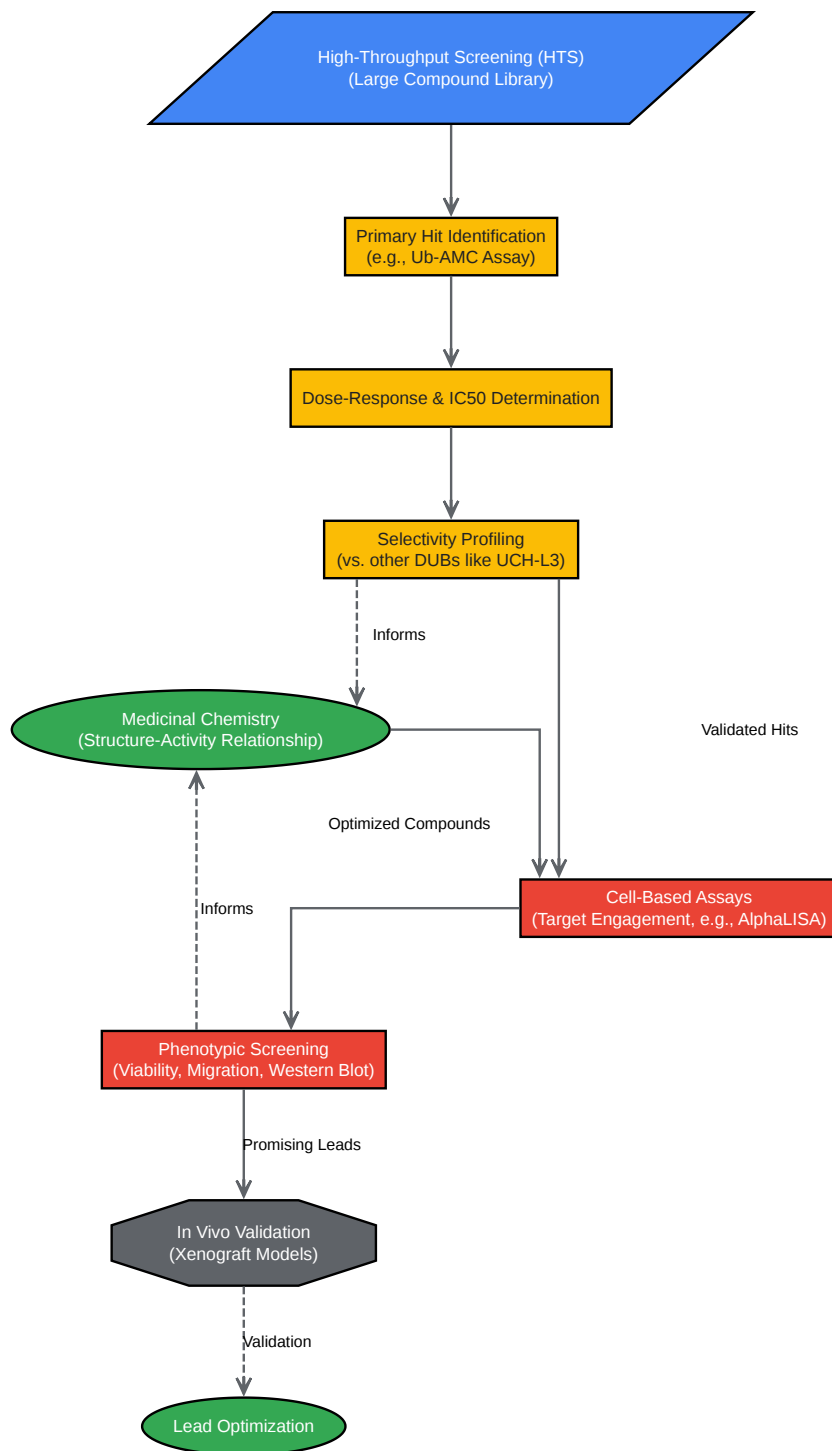 High-Throughput Screening (HTS)
(Large Compound Library)
Primary Hit Identification
(e.g., Ub-AMC Assay)
Dose-Response & IC50 Determination
Selectivity Profiling
(vs. other DUBs like UCH-L3)
Informs
Medicinal Chemistry
(Structure-Activity Relationship)
Validated Hits
Optimized Compounds
Cell-Based Assays
(Target Engagement, e.g., AlphaLISA)
Informs
Phenotypic Screening
(Viability, Migration, Western Blot)
Promising Leads
In Vivo Validation
(Xenograft Models)
Validation
Lead Optimization